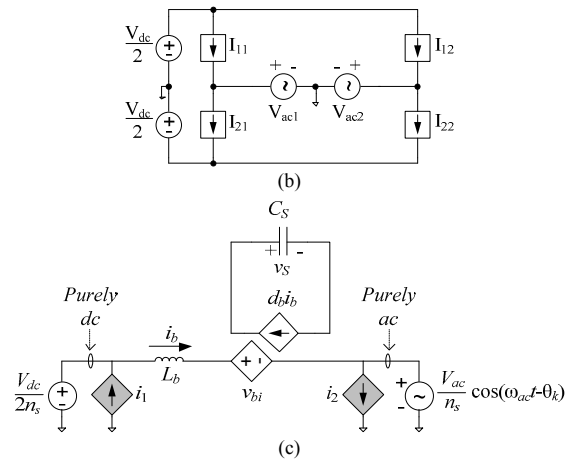 V_dc/2
I_11
I_12
+ -
- +
V_ac1
V_ac2
V_dc/2
I_21
I_22
(b)
C_S
+ -
v_S
Purely dc
d_b i_b
Purely ac
i_b
L_b
+ -
v_bi
V_dc/2n_s
i_1
i_2
+
-
V_ac/n_s cos(ω_ac t-θ_k)
(c)